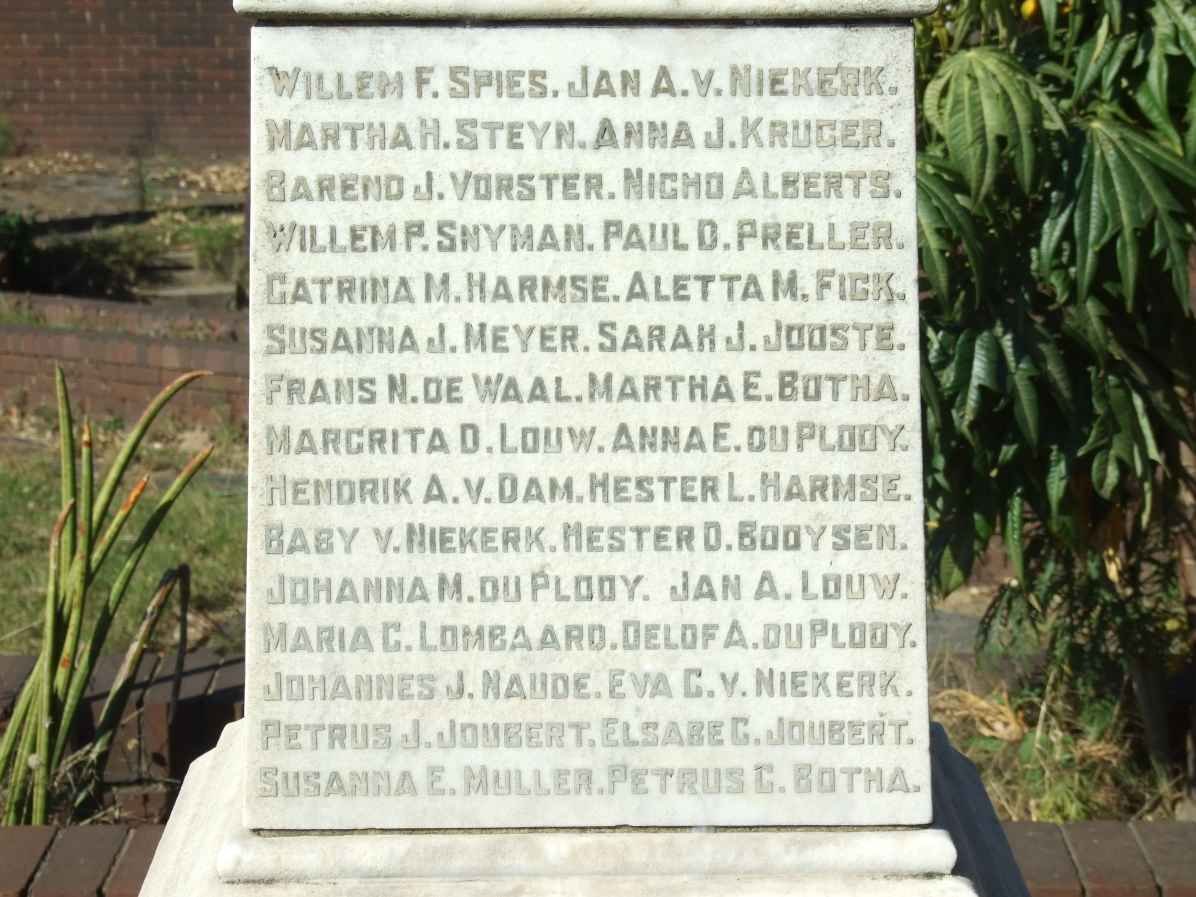 WILLEM F. SPIES. JAN A. V. NIEKERK.
MARTHA H. STEYN. ANNA J. KRUGER.
BAREND J. VORSTER. NICHO ALBERTS.
WILLEM P. SNYMAN. PAUL D. PRELLER.
CATRINA M. HARMSE. ALETTA M. FICK.
SUSANNA J. MEYER. SARAH J. JOOSTE.
FRANS N. DE WAAL. MARTHA E. BOTHA.
MARGRITA D. LOUW. ANNA E. DU PLOOY.
HENDRIK A. V. DAM. HESTER L. HARMSE.
BABY V. NIEKERK. HESTER D. BOOYSEN.
JOHANNA M. DU PLOOY. JAN A. LOUW.
MARIA C. LOMBAARD. OELOF A. DU PLOOY.
JOHANNES J. NAUDE. EVA C. V. NIEKERK.
PETRUS J. JOUBERT. ELSABE C. JOUBERT.
SUSANNA E. MULLER. PETRUS C. BOTHA.